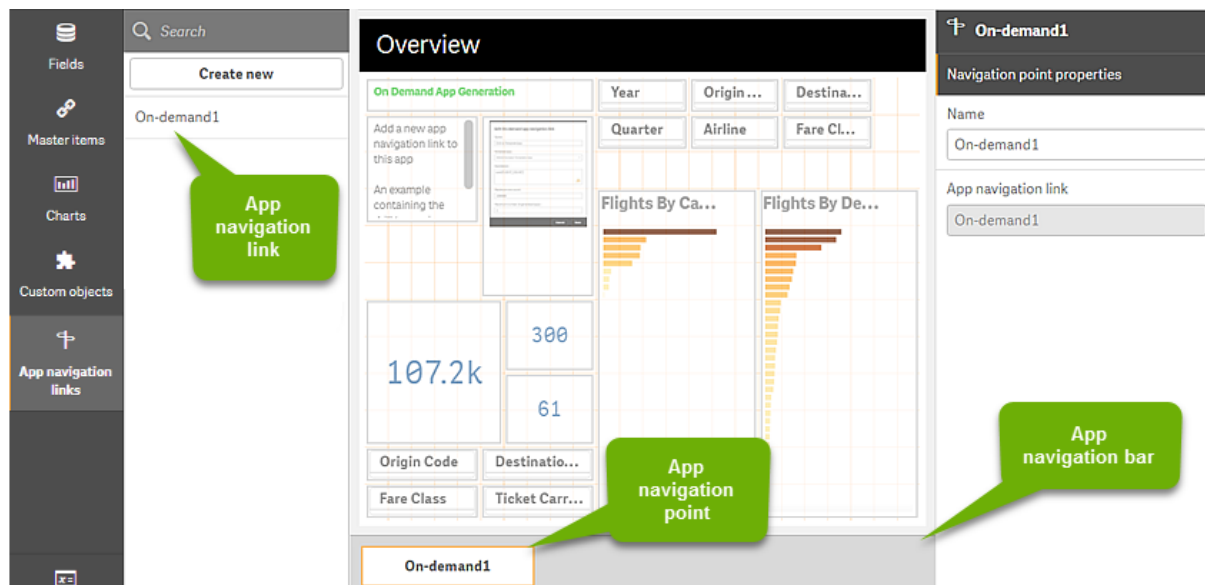 Fields
Master items
Charts
Custom objects
App navigation
links
Search
Create new
On-demand1
App
navigation
link
Overview
On Demand App Generation
Add a new app
navigation link to
this app
An example
containing the
Year
Origin ...
Destina...
Quarter
Airline
Fare Cl...
Flights By Ca...
Flights By De...
107.2k
300
61
Origin Code
Destinatio...
Fare Class
Ticket Carr...
App
navigation
point
On-demand1
App
navigation bar
On-demand1
Navigation point properties
Name
On-demand1
App navigation link
On-demand1